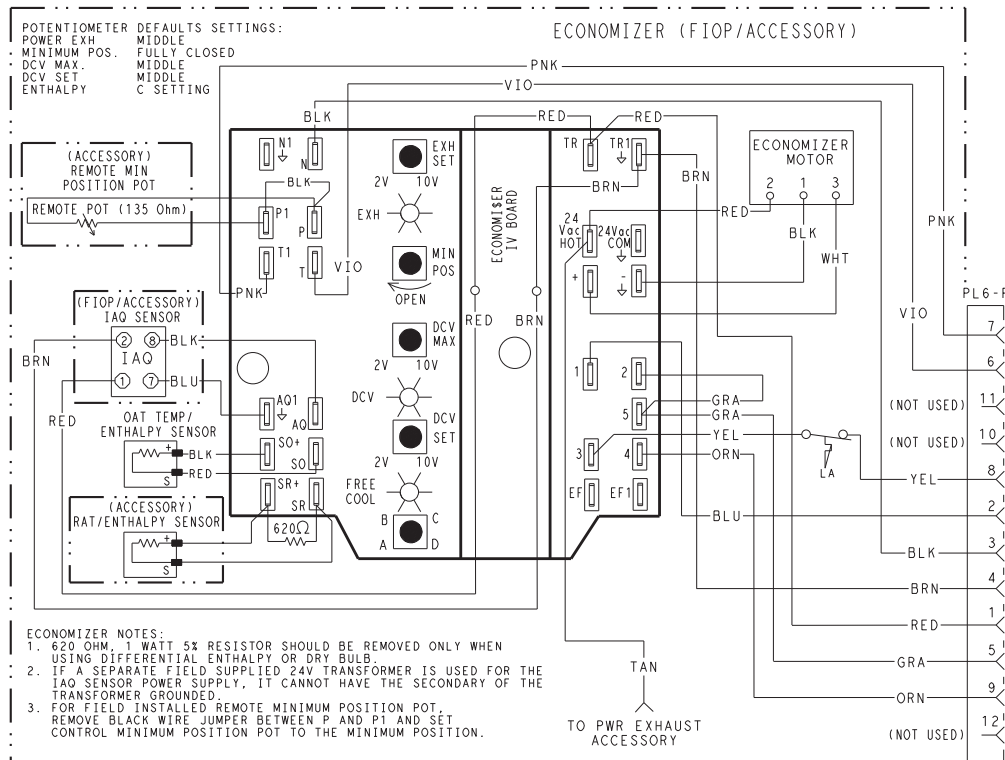 POTENTIOMETER DEFAULTS SETTINGS:
POWER EXH MIDDLE
MINIMUM POS. FULLY CLOSED
DCV MAX. MIDDLE
DCV SET MIDDLE
ENTHALPY C SETTING
ECONOMIZER (FIOP/ACCESSORY)
PNK
VIO
BLK
RED
RED
(ACCESSORY)
REMOTE MIN
POSITION POT
REMOTE POT (135 Ohm)
N1
N
BLK
P1
P
T1
T
VIO
PNK
EXH
SET
2V 10V
EXH
MIN
POS
OPEN
DCV
MAX
2V 10V
DCV
DCV
SET
2V 10V
FREE
COOL
B C
A D
ECONOMI$ER
IV BOARD
RED
BRN
TR
TR1
BRN
BRN
24
Vac
HOT
24Vac
COM
+
-
1
2
5
3
4
EF
EF1
ECONOMIZER
MOTOR
2 1 3
RED
BLK
WHT
PNK
VIO
(FIOP/ACCESSORY)
IAQ SENSOR
2 8
IAQ
1 7
BLK
BLU
BRN
RED
AQ1
AQ
SO+
SO
SR+
SR
620Ω
OAT TEMP/
ENTHALPY SENSOR
+
S
BLK
RED
(ACCESSORY)
RAT/ENTHALPY SENSOR
+
S
GRA
GRA
YEL
ORN
BLU
LA
PL6-R
7
6
(NOT USED) 11
(NOT USED) 10
YEL 8
2
BLK 3
BRN 4
RED 1
GRA 5
ORN 9
(NOT USED) 12
TAN
TO PWR EXHAUST
ACCESSORY
ECONOMIZER NOTES:
1. 620 OHM, 1 WATT 5% RESISTOR SHOULD BE REMOVED ONLY WHEN
USING DIFFERENTIAL ENTHALPY OR DRY BULB.
2. IF A SEPARATE FIELD SUPPLIED 24V TRANSFORMER IS USED FOR THE
IAQ SENSOR POWER SUPPLY, IT CANNOT HAVE THE SECONDARY OF THE
TRANSFORMER GROUNDED.
3. FOR FIELD INSTALLED REMOTE MINIMUM POSITION POT,
REMOVE BLACK WIRE JUMPER BETWEEN P AND P1 AND SET
CONTROL MINIMUM POSITION POT TO THE MINIMUM POSITION.